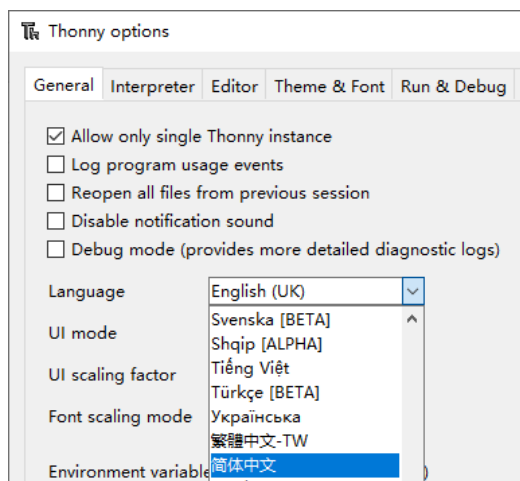 Thonny options
General Interpreter Editor Theme & Font Run & Debug
Allow only single Thonny instance
Log program usage events
Reopen all files from previous session
Disable notification sound
Debug mode (provides more detailed diagnostic logs)
Language English (UK)
Svenska [BETA]
UI mode
Shqip [ALPHA]
Tiếng Việt
UI scaling factor
Türkçe [BETA]
Font scaling mode
Українська
繁體中文-TW
简体中文
Environment variable )